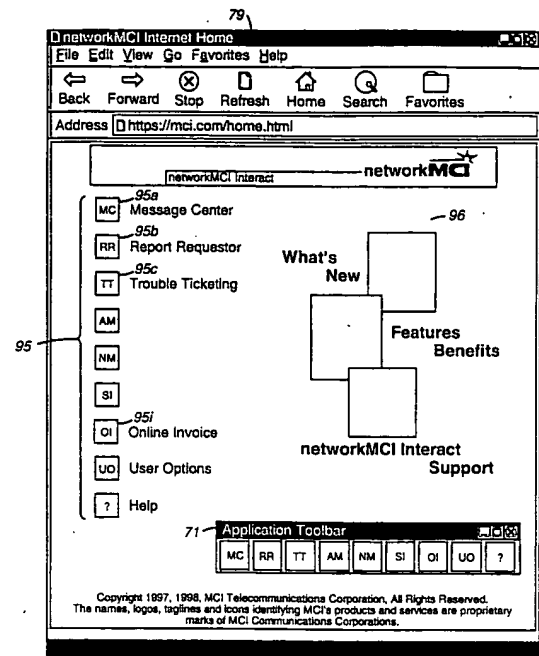 79
networkMCI Internet Home
File Edit View Go Favorites Help
Back Forward Stop Refresh Home Search Favorites
Address https://mci.com/home.html
networkMCI Interact
networkMCI
95
95a
MC Message Center
95b
RR Report Requestor
95c
TT Trouble Ticketing
AM
NM
SI
95i
OI Online Invoice
UO User Options
? Help
96
What's
New
Features
Benefits
networkMCI Interact
Support
71
Application Toolbar
MC RR TT AM NM SI OI UO ?
Copyright 1997, 1998, MCI Telecommunications Corporation, All Rights Reserved.
The names, logos, taglines and icons identifying MCI's products and services are proprietary
marks of MCI Communications Corporations.